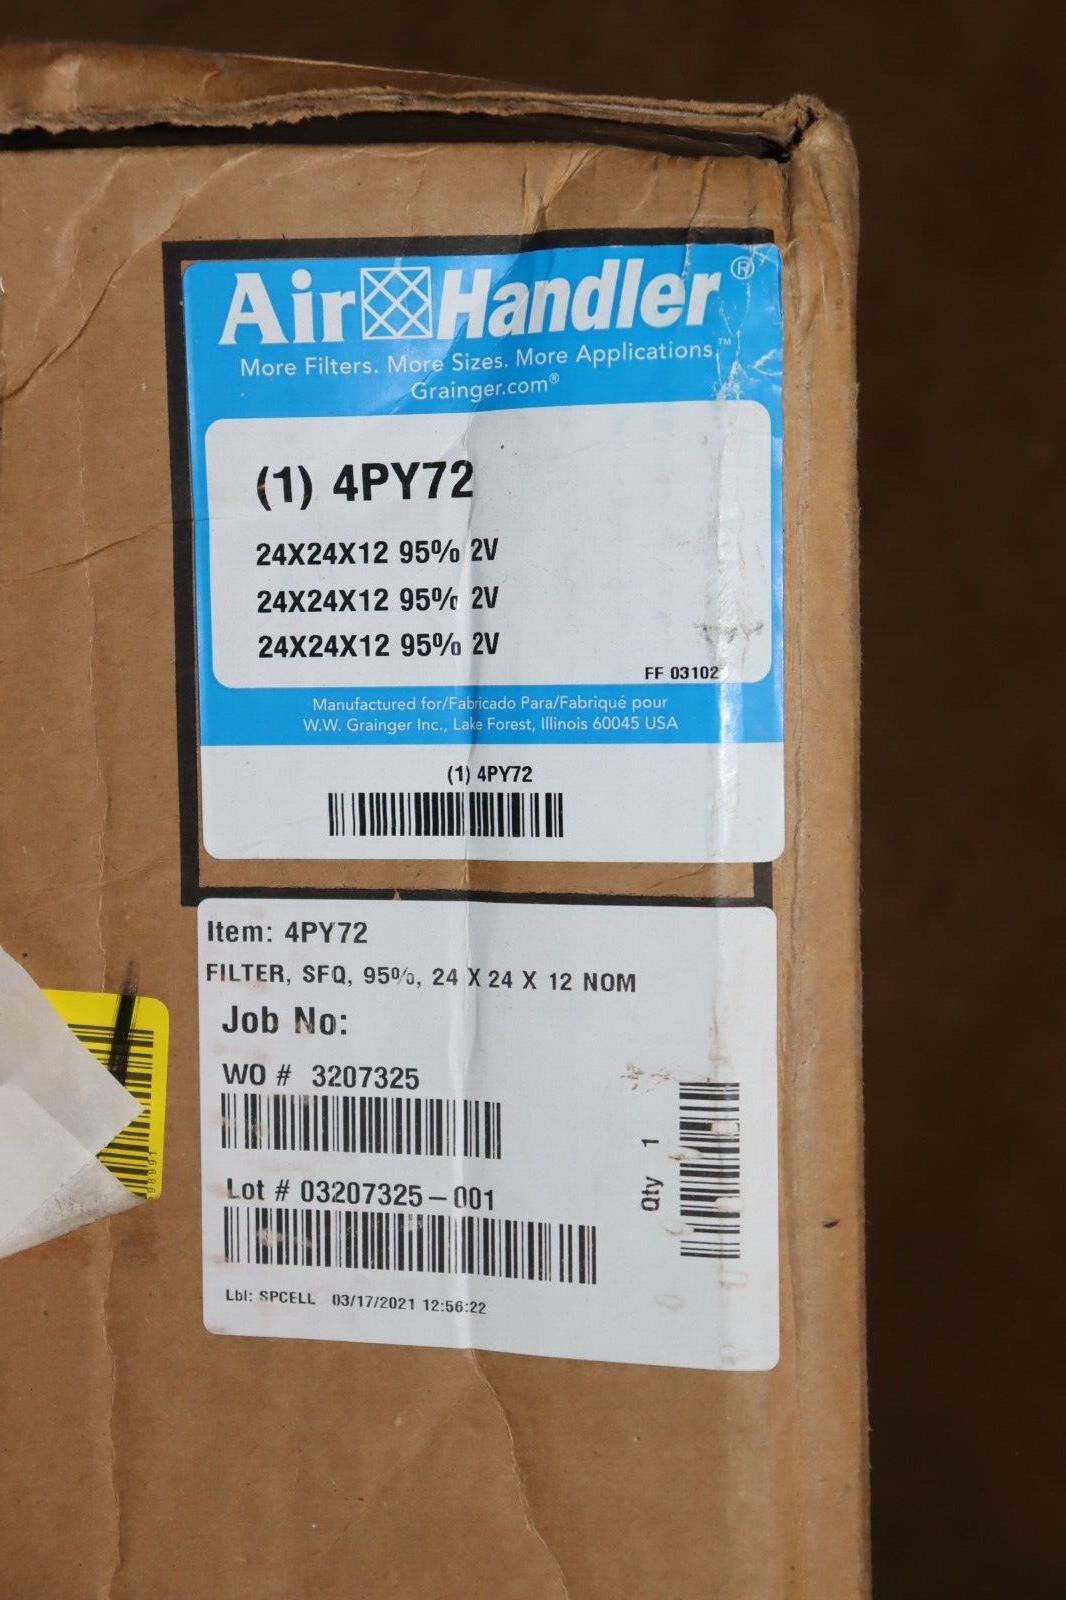 Air Handler®
More Filters. More Sizes. More Applications.™
Grainger.com®
(1) 4PY72
24X24X12 95% 2V
24X24X12 95% 2V
24X24X12 95% 2V
FF
Manufactured for/Fabricado Para/Fabriqué pour
W.W. Grainger Inc., Lake Forest, Illinois 60045 USA
(1) 4PY72
Item: 4PY72
FILTER, SFQ, 95%, 24 X 24 X 12 NOM
Job No:
WO # 3207325
Qty 1
Lot # 03207325-001
Lbl: SPCELL 03/17/2021 12:56:22